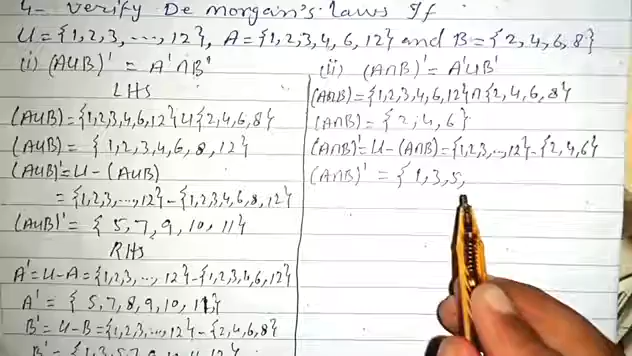 4- Verify De Morgan's Laws If
U = {1,2,3, ..., 12}, A = {1,2,3,4,6,12} and B = {2,4,6,8}
(i) (A∪B)' = A'∩B'
LHS
(A∪B) = {1,2,3,4,6,12} ∪ {2,4,6,8}
(A∪B) = { 1,2,3,4,6,8,12}
(A∪B)' = U - (A∪B)
= {1,2,3,...,12} - {1,2,3,4,6,8,12}
(A∪B)' = { 5,7,9,10,11}
RHS
A' = U-A = {1,2,3,...,12} - {1,2,3,4,6,12}
A' = { 5,7,8,9,10,11}
B' = U-B = {1,2,3,...,12} - {2,4,6,8}
(ii) (A∩B)' = A'∪B'
(A∩B) = {1,2,3,4,6,12} ∩ {2,4,6,8}
(A∩B) = {2,4,6}
(A∩B)' = U - (A∩B) = {1,2,3,...,12} - {2,4,6}
(A∩B)' = { 1,3,5,